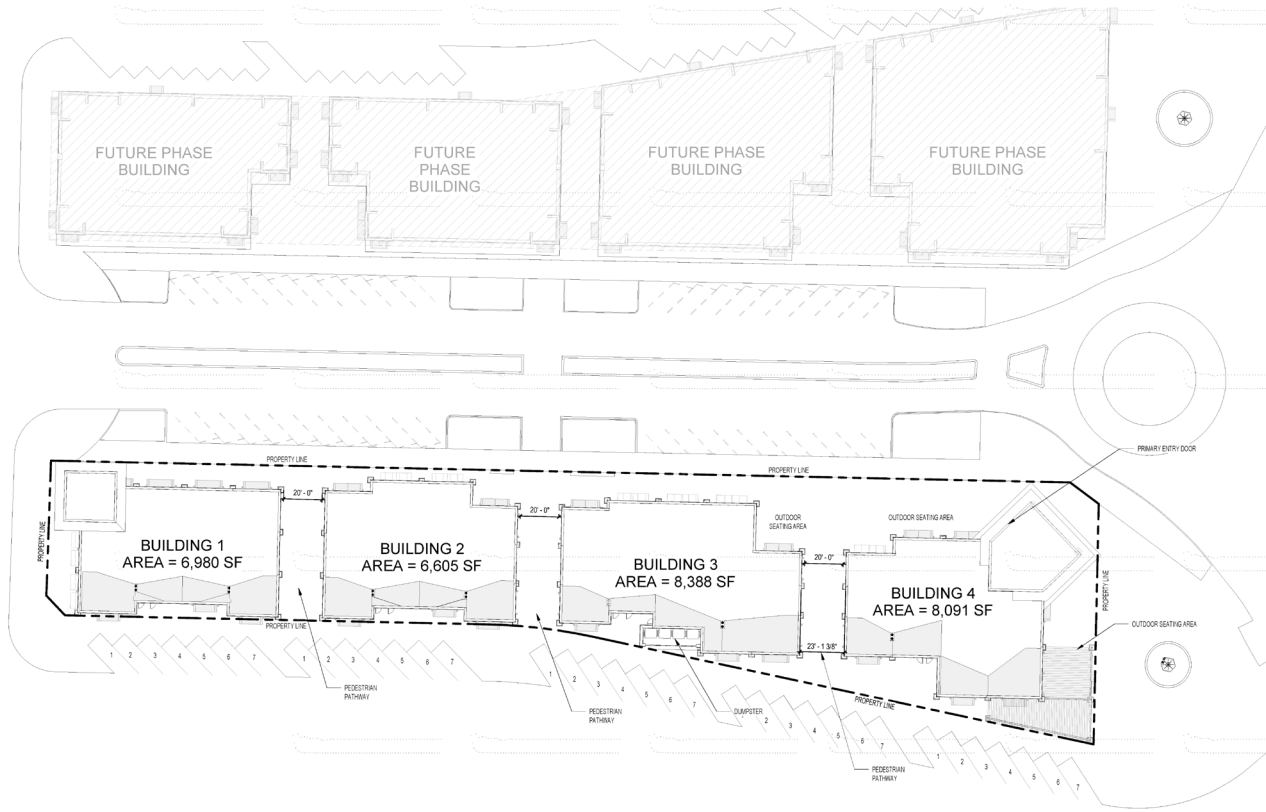 FUTURE PHASE
BUILDING
FUTURE
PHASE
BUILDING
FUTURE PHASE
BUILDING
FUTURE PHASE
BUILDING
PRIMARY ENTRY DOOR
PROPERTY LINE
PROPERTY LINE
20' - 0"
20' - 0"
OUTDOOR
SEATING AREA
OUTDOOR SEATING AREA
PROPERTY LINE
BUILDING 1
AREA = 6,980 SF
BUILDING 2
AREA = 6,605 SF
BUILDING 3
AREA = 8,388 SF
20' - 0"
BUILDING 4
AREA = 8,091 SF
PROPERTY LINE
PROPERTY LINE
OUTDOOR SEATING AREA
23' - 1 3/8"
1 2 3 4 5 6 7
1 2 3 4 5 6 7
1 2 3 4 5 6 7
2 3 4 5 6 7
1 2 3 4 5 6 7
PEDESTRIAN
PATHWAY
PEDESTRIAN
PATHWAY
DUMPSTER
PROPERTY LINE
PEDESTRIAN
PATHWAY